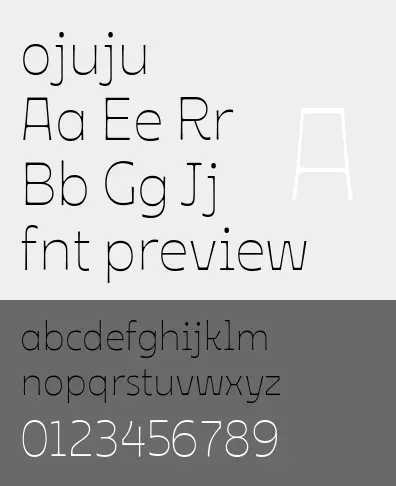 ojuju
Aa Ee Rr
Bb Gg Jj
fnt preview
A
abcdefghijklm
nopqrstuvwxyz
0123456789